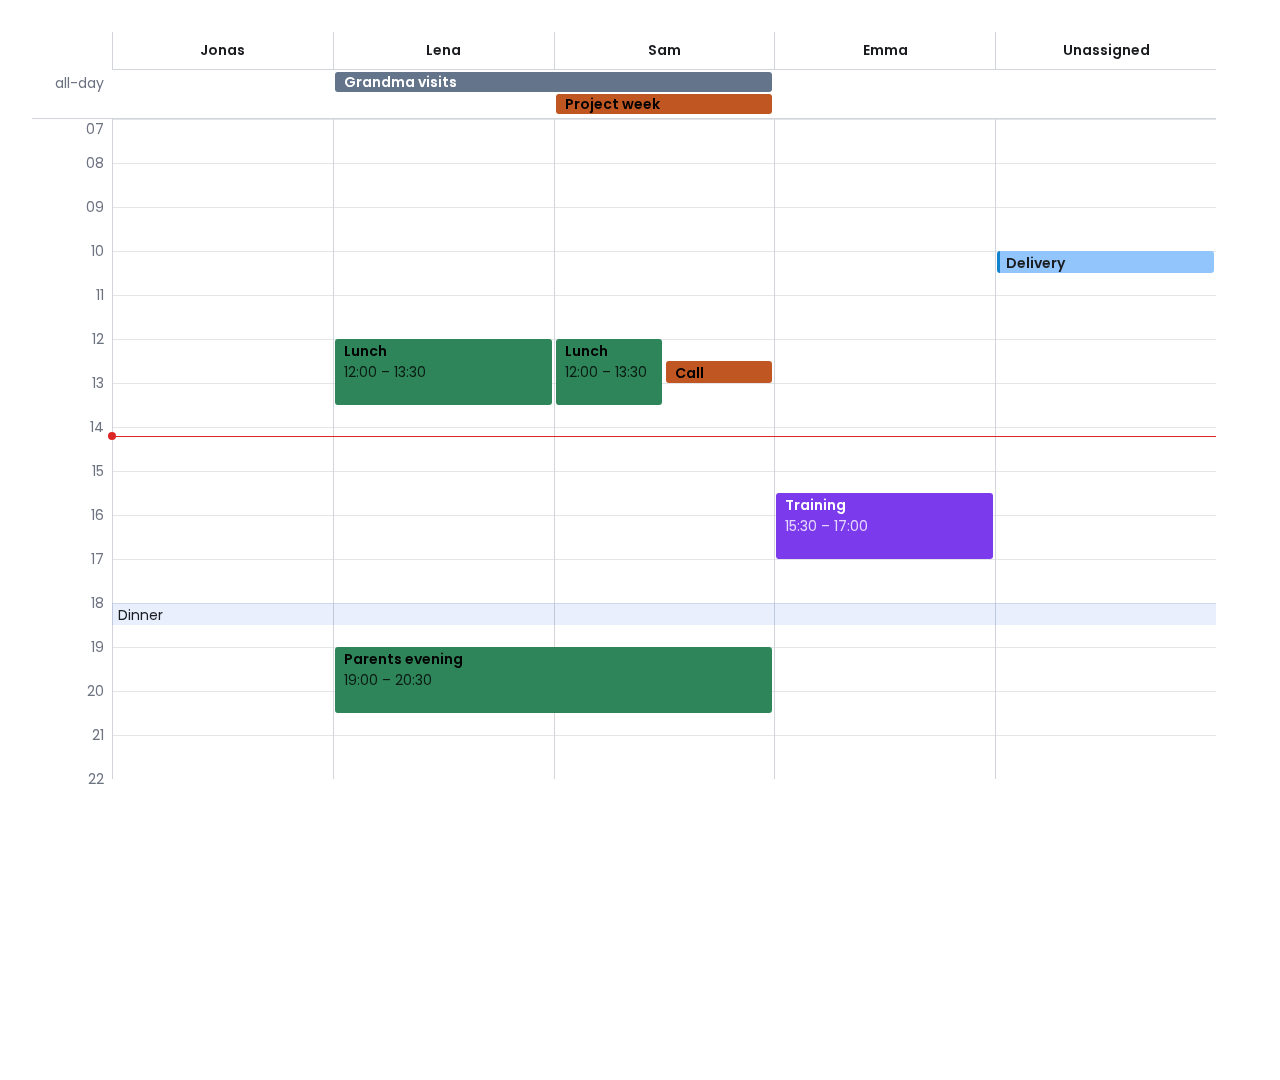 Jonas
Lena
Sam
Emma
Unassigned
all-day
Grandma visits
Project week
07
08
09
10
Delivery
11
12
Lunch
12:00 – 13:30
Lunch
12:00 – 13:30
Call
13
14
15
Training
15:30 – 17:00
16
17
18
Dinner
19
Parents evening
19:00 – 20:30
20
21
22